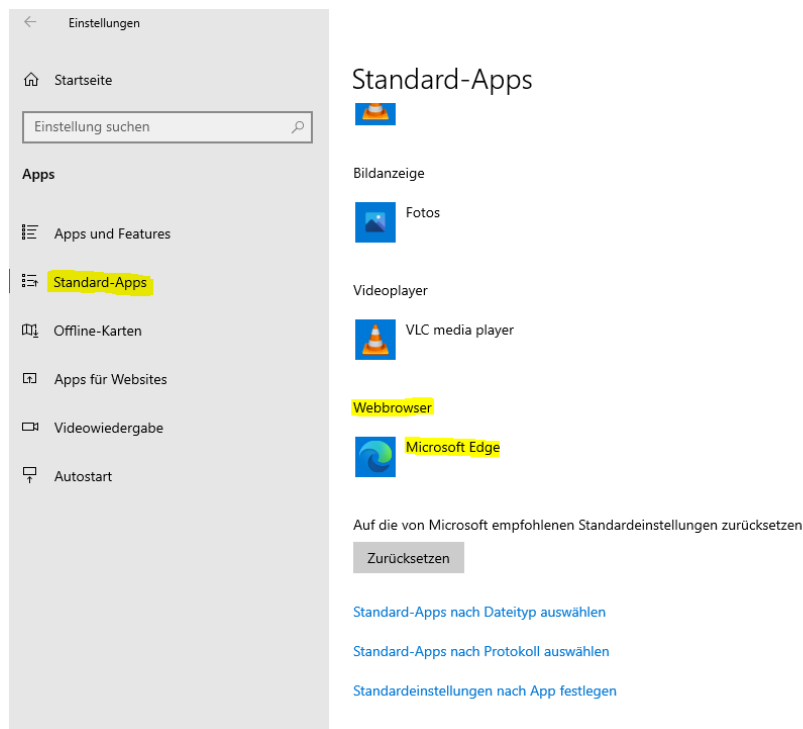 Einstellungen
Startseite
Einstellung suchen
Apps
Apps und Features
Standard-Apps
Offline-Karten
Apps für Websites
Videowiedergabe
Autostart
Standard-Apps
Bildanzeige
Fotos
Videoplayer
VLC media player
Webbrowser
Microsoft Edge
Auf die von Microsoft empfohlenen Standardeinstellungen zurücksetzen
Zurücksetzen
Standard-Apps nach Dateityp auswählen
Standard-Apps nach Protokoll auswählen
Standardeinstellungen nach App festlegen